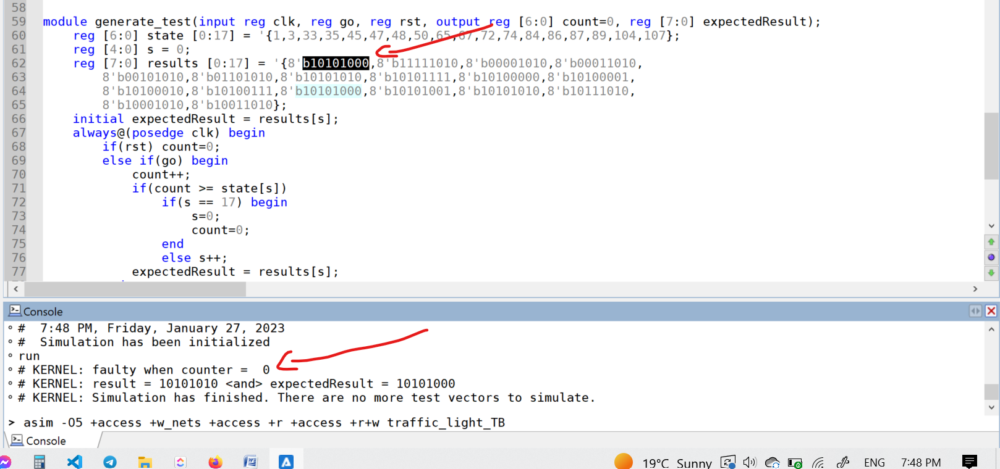 58
59 module generate_test(input reg clk, reg go, reg rst, output reg [6:0] count=0, reg [7:0] expectedResult);
60 reg [6:0] state [0:17] = '{1,3,33,35,45,47,48,50,65,67,72,74,84,86,87,89,104,107};
61 reg [4:0] s = 0;
62 reg [7:0] results [0:17] = '{8'b10101000,8'b11111010,8'b00001010,8'b00011010,
63 8'b00101010,8'b01101010,8'b10101010,8'b10101111,8'b10100000,8'b10100001,
64 8'b10100010,8'b10100111,8'b10101000,8'b10101001,8'b10101010,8'b10111010,
65 8'b10001010,8'b10011010};
66 initial expectedResult = results[s];
67 always@(posedge clk) begin
68 if(rst) count=0;
69 else if(go) begin
70 count++;
71 if(count >= state[s])
72 if(s == 17) begin
73 s=0;
74 count=0;
75 end
76 else s++;
77 expectedResult = results[s];
Console
# 7:48 PM, Friday, January 27, 2023
# Simulation has been initialized
run
# KERNEL: faulty when counter = 0
# KERNEL: result = 10101010 <and> expectedResult = 10101000
# KERNEL: Simulation has finished. There are no more test vectors to simulate.
> asim -O5 +access +w_nets +access +r +access +r+w traffic_light_TB
Console
19°C Sunny ENG 7:48 PM